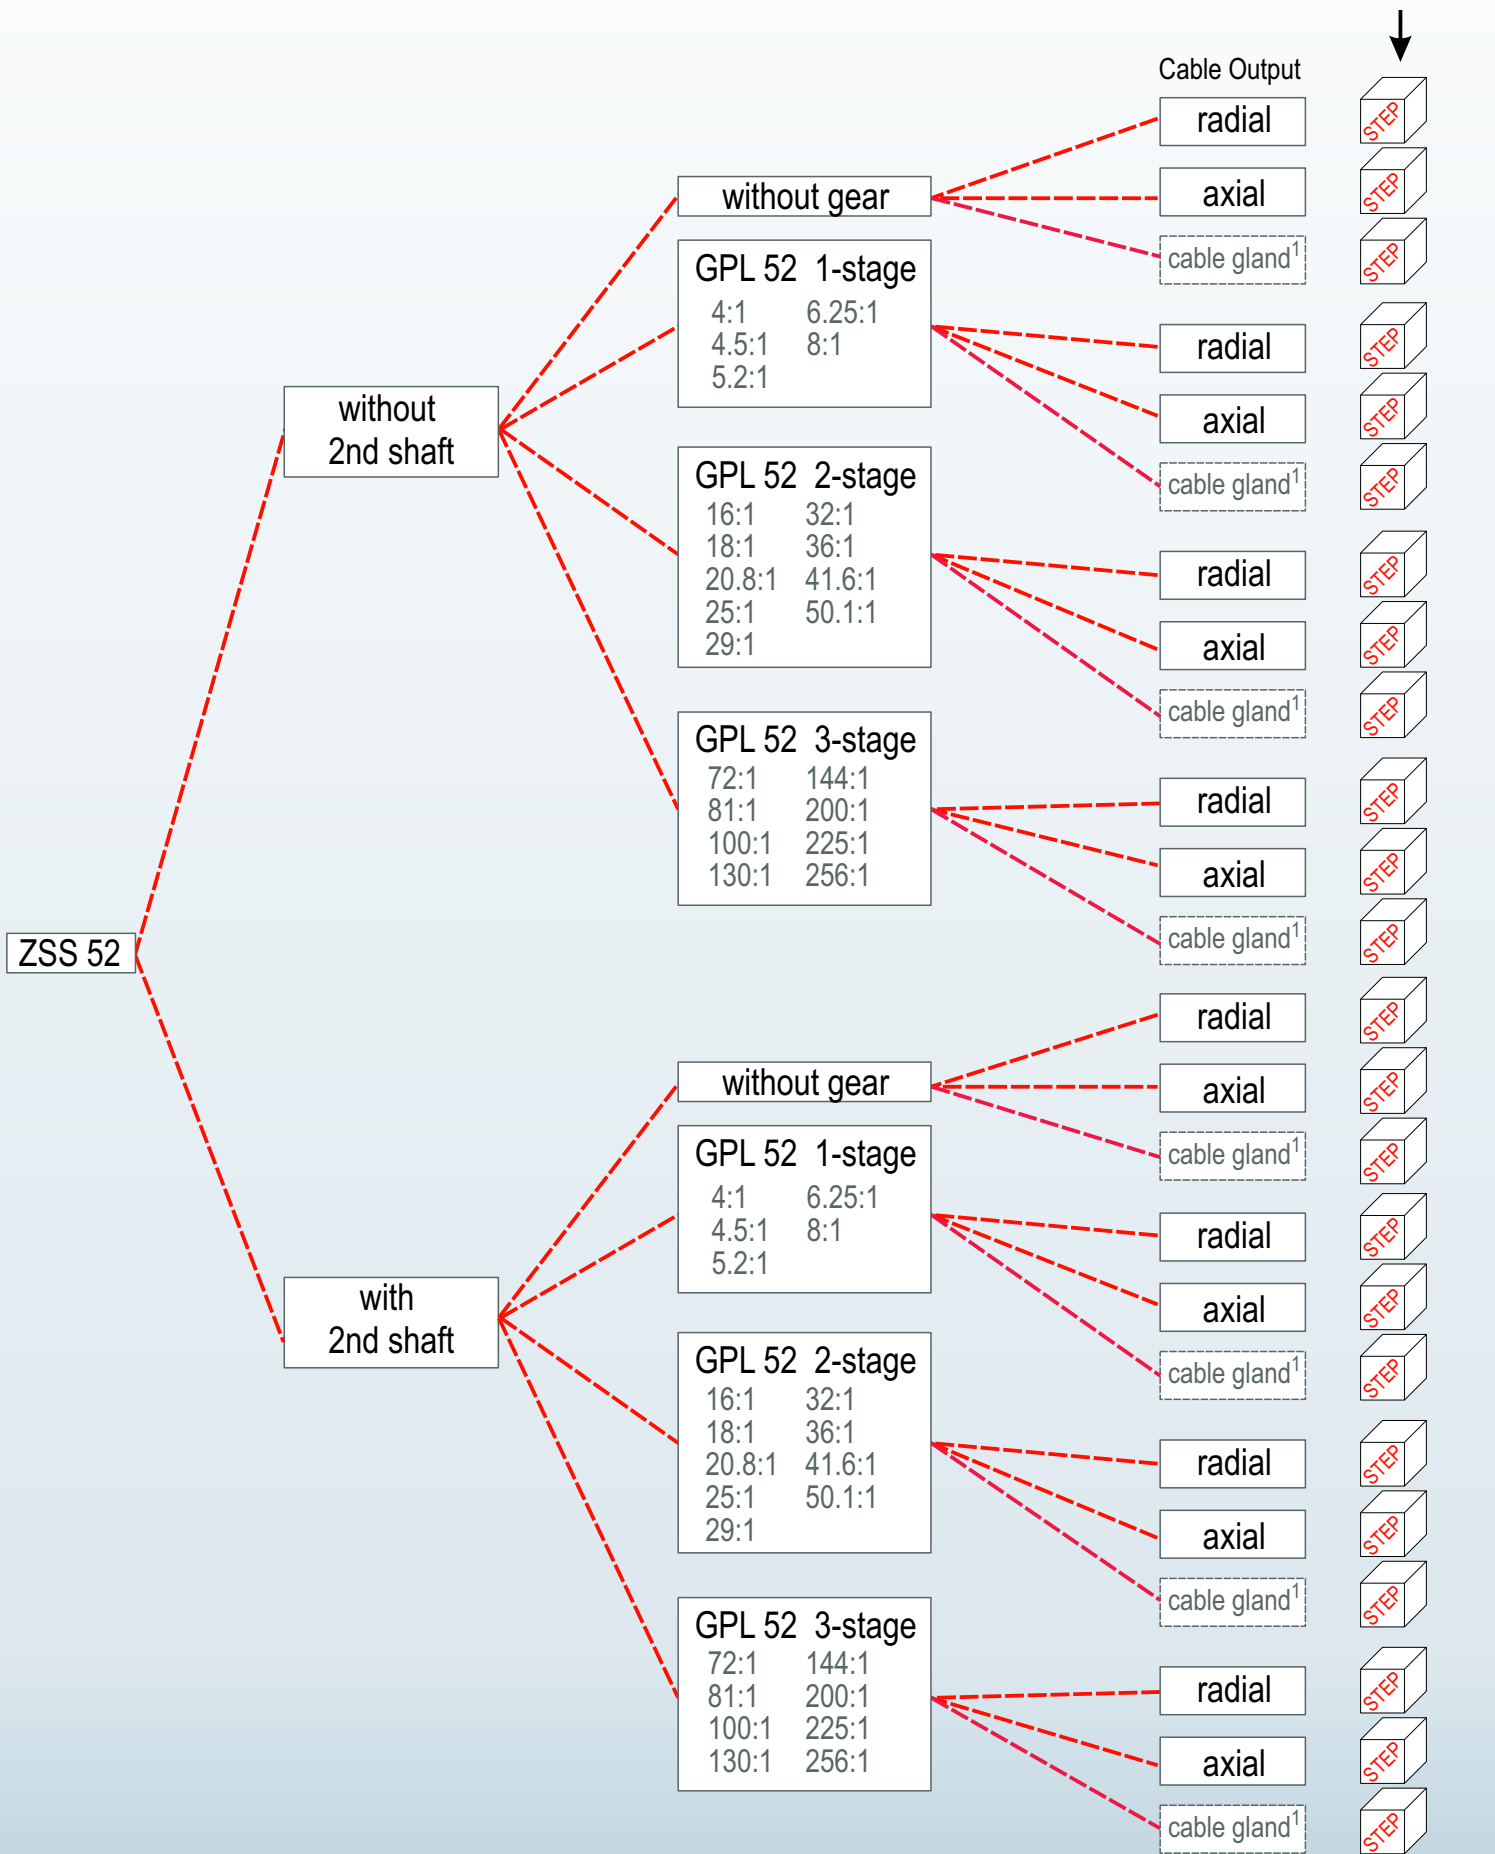 Cable Output
radial STEP
without gear axial STEP
cable gland1 STEP
GPL 52 1-stage
4:1 6.25:1
4.5:1 8:1
5.2:1
radial STEP
axial STEP
cable gland1 STEP
without
2nd shaft
GPL 52 2-stage
16:1 32:1
18:1 36:1
20.8:1 41.6:1
25:1 50.1:1
29:1
radial STEP
axial STEP
cable gland1 STEP
GPL 52 3-stage
72:1 144:1
81:1 200:1
100:1 225:1
130:1 256:1
radial STEP
axial STEP
cable gland1 STEP
ZSS 52
radial STEP
without gear axial STEP
cable gland1 STEP
GPL 52 1-stage
4:1 6.25:1
4.5:1 8:1
5.2:1
radial STEP
axial STEP
cable gland1 STEP
with
2nd shaft
GPL 52 2-stage
16:1 32:1
18:1 36:1
20.8:1 41.6:1
25:1 50.1:1
29:1
radial STEP
axial STEP
cable gland1 STEP
GPL 52 3-stage
72:1 144:1
81:1 200:1
100:1 225:1
130:1 256:1
radial STEP
axial STEP
cable gland1 STEP